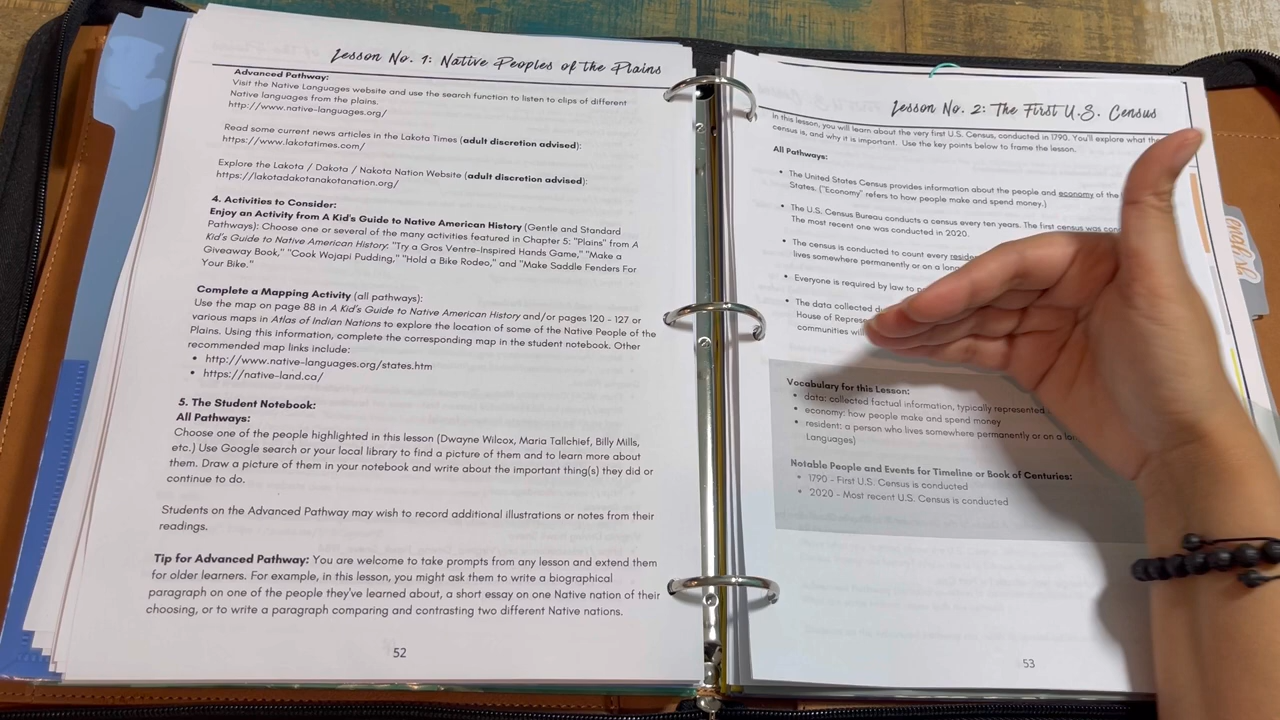 Lesson No. 1: Native Peoples of the Plains
Advanced Pathway:
Visit the Native Languages website and use the search function to listen to clips of different
Native languages from the plains.
http://www.native-languages.org/
Read some current news articles in the Lakota Times (adult discretion advised):
https://www.lakotatimes.com/
Explore the Lakota / Dakota / Nakota Nation Website (adult discretion advised):
https://lakotadakotanakotanation.org/
4. Activities to Consider:
Enjoy an Activity from A Kid's Guide to Native American History (Gentle and Standard
Pathways): Choose one or several of the many activities featured in Chapter 5: "Plains" from A
Kid's Guide to Native American History: "Try a Gros Ventre-Inspired Hands Game," "Make a
Giveaway Book," "Cook Wojapi Pudding," "Hold a Bike Rodeo," and "Make Saddle Fenders For
Your Bike."
Complete a Mapping Activity (all pathways):
Use the map on page 88 in A Kid's Guide to Native American History and/or pages 120 - 127 or
various maps in Atlas of Indian Nations to explore the location of some of the Native People of the
Plains. Using this information, complete the corresponding map in the student notebook. Other
recommended map links include:
• http://www.native-languages.org/states.htm
• https://native-land.ca/
5. The Student Notebook:
All Pathways:
Choose one of the people highlighted in this lesson (Dwayne Wilcox, Maria Tallchief, Billy Mills,
etc.) Use Google search or your local library to find a picture of them and to learn more about
them. Draw a picture of them in your notebook and write about the important thing(s) they did or
continue to do.
Students on the Advanced Pathway may wish to record additional illustrations or notes from their
readings.
Tip for Advanced Pathway: You are welcome to take prompts from any lesson and extend them
for older learners. For example, in this lesson, you might ask them to write a biographical
paragraph on one of the people they've learned about, a short essay on one Native nation of their
choosing, or to write a paragraph comparing and contrasting two different Native nations.
52
Lesson No. 2: The First U.S. Census
In this lesson, you will learn about the very first U.S. Census, conducted in 1790. You'll explore what the
census is, and why it is important. Use the key points below to frame the lesson.
All Pathways:
• The United States Census provides information about the people and economy of the
States. ("Economy" refers to how people make and spend money.)
• The U.S. Census Bureau conducts a census every ten years. The first census was
The most recent one was conducted in 2020.
• The census is conducted to count every
lives somewhere permanently or on a
• Everyone is required by law to
• The data collected
House of
communities
Vocabulary for this Lesson:
• data: collected factual information, typically represented
• economy: how people make and spend money
• resident: a person who lives somewhere permanently or on a
Languages)
Notable People and Events for Timeline or Book of Centuries:
• 1790 - First U.S. Census is conducted
• 2020 - Most recent U.S. Census is conducted
53